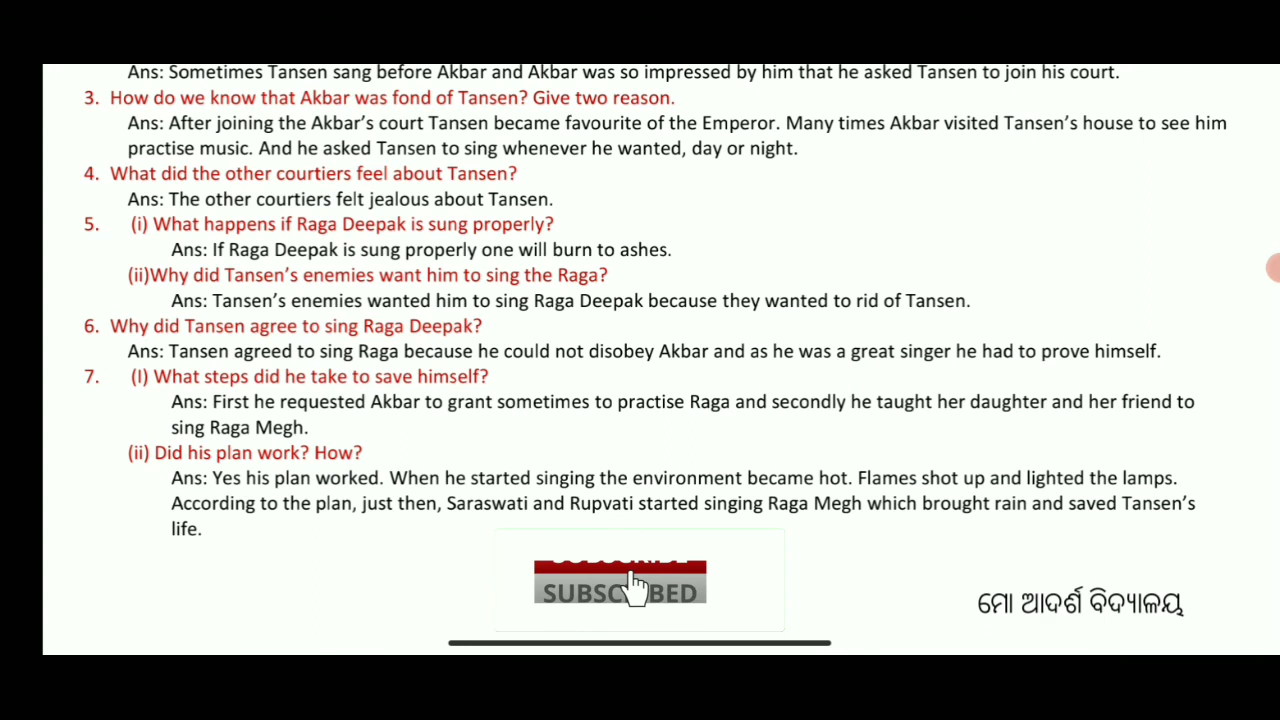 Ans: Sometimes Tansen sang before Akbar and Akbar was so impressed by him that he asked Tansen to join his court.
3. How do we know that Akbar was fond of Tansen? Give two reason.
Ans: After joining the Akbar's court Tansen became favourite of the Emperor. Many times Akbar visited Tansen's house to see him
practise music. And he asked Tansen to sing whenever he wanted, day or night.
4. What did the other courtiers feel about Tansen?
Ans: The other courtiers felt jealous about Tansen.
5. (i) What happens if Raga Deepak is sung properly?
Ans: If Raga Deepak is sung properly one will burn to ashes.
(ii)Why did Tansen's enemies want him to sing the Raga?
Ans: Tansen's enemies wanted him to sing Raga Deepak because they wanted to rid of Tansen.
6. Why did Tansen agree to sing Raga Deepak?
Ans: Tansen agreed to sing Raga because he could not disobey Akbar and as he was a great singer he had to prove himself.
7. (I) What steps did he take to save himself?
Ans: First he requested Akbar to grant sometimes to practise Raga and secondly he taught her daughter and her friend to
sing Raga Megh.
(ii) Did his plan work? How?
Ans: Yes his plan worked. When he started singing the environment became hot. Flames shot up and lighted the lamps.
According to the plan, just then, Saraswati and Rupvati started singing Raga Megh which brought rain and saved Tansen's
life.
SUBSCRIBED
ମୋ ଆଦର୍ଶ ବିଦ୍ୟାଳୟ